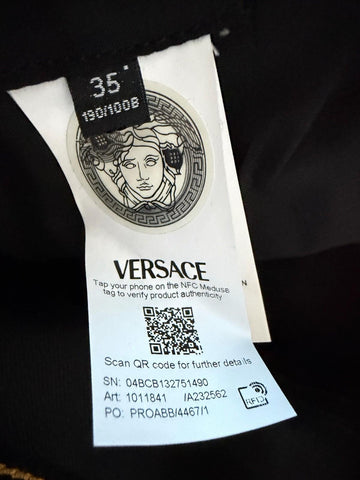 35
190/100B
VERSACE
Tap your phone on the NFC Meduse
tag to verify product authenticity
Scan QR code for further details
SN: 04BCB132751490
Art: 1011841 /A232562
PO: PROABB/4467/1
RFID
N